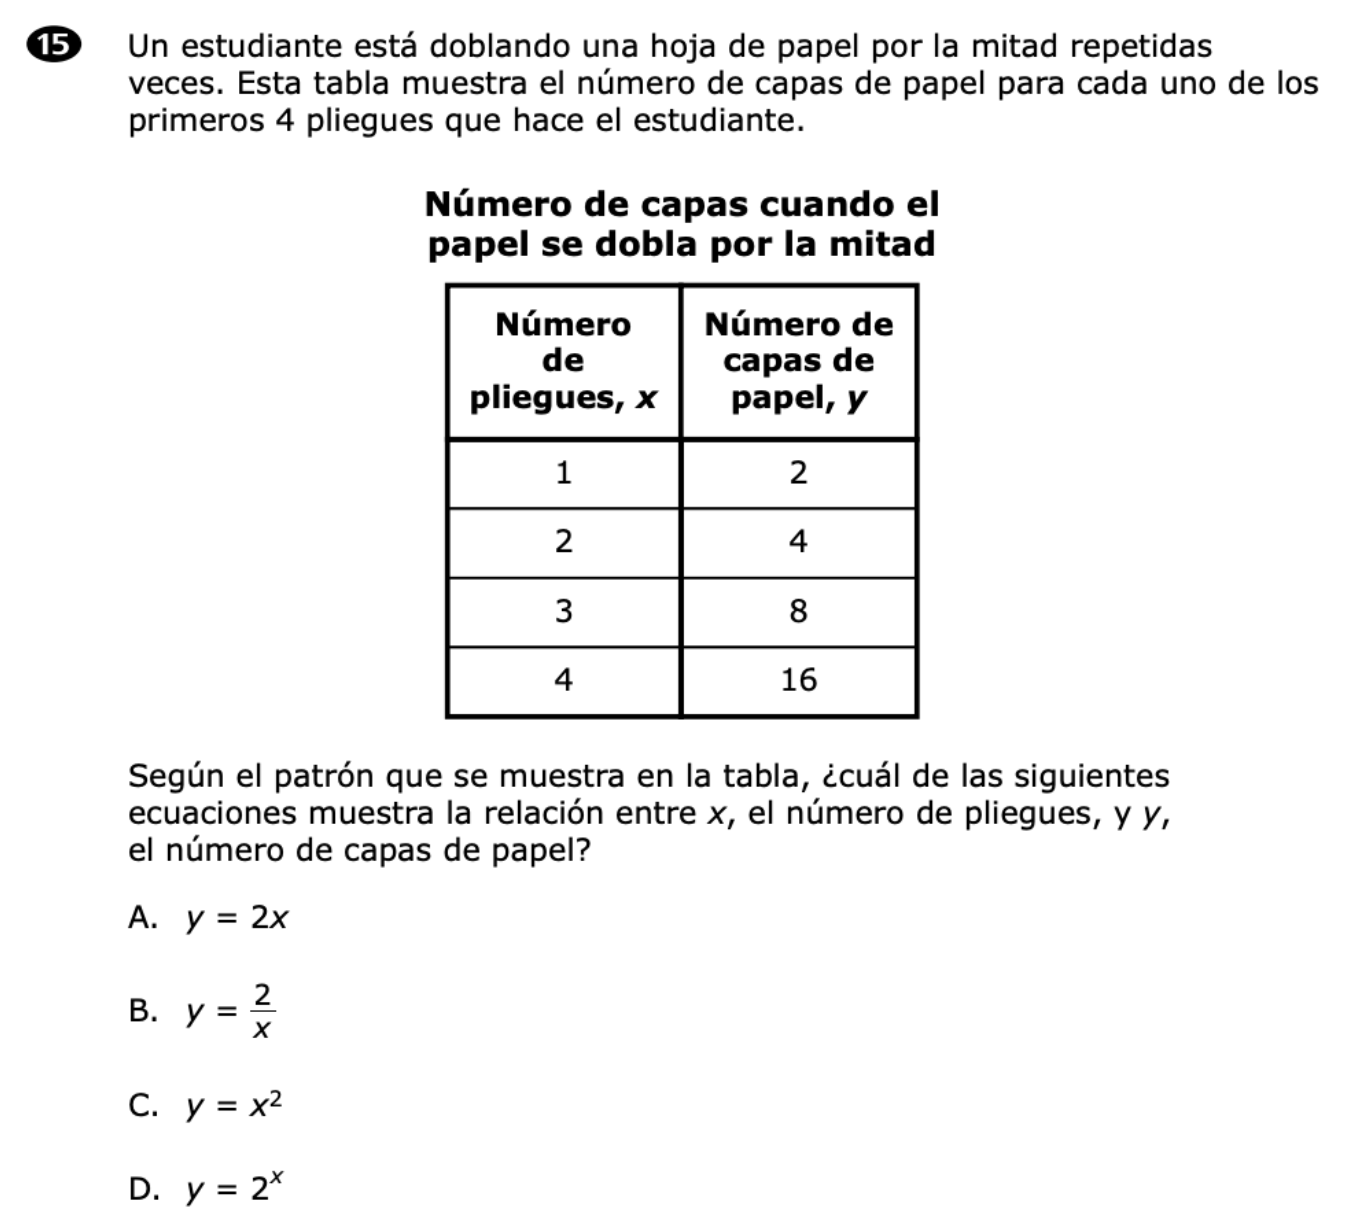 15 Un estudiante está doblando una hoja de papel por la mitad repetidas
veces. Esta tabla muestra el número de capas de papel para cada uno de los
primeros 4 pliegues que hace el estudiante.
Número de capas cuando el
papel se dobla por la mitad
Número de pliegues, x | Número de capas de papel, y
1 | 2
2 | 4
3 | 8
4 | 16
Según el patrón que se muestra en la tabla, ¿cuál de las siguientes
ecuaciones muestra la relación entre x, el número de pliegues, y y,
el número de capas de papel?
A. y = 2x
B. y = 2/x
C. y = x²
D. y = 2ˣ